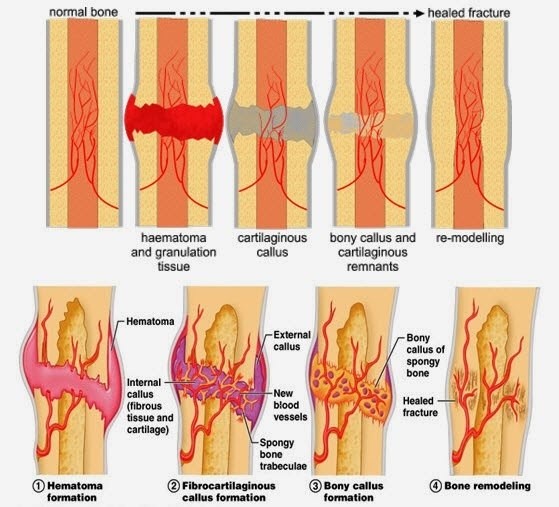 normal bone
healed fracture
haematoma
and granulation
tissue
cartilaginous
callus
bony callus and
cartilaginous
remnants
re-modelling
Hematoma
Internal
callus
(fibrous
tissue and
cartilage)
External
callus
New
blood
vessels
Spongy
bone
trabeculae
Bony
callus of
spongy
bone
Healed
fracture
① Hematoma
formation
② Fibrocartilaginous
callus formation
③ Bony callus
formation
④ Bone remodeling